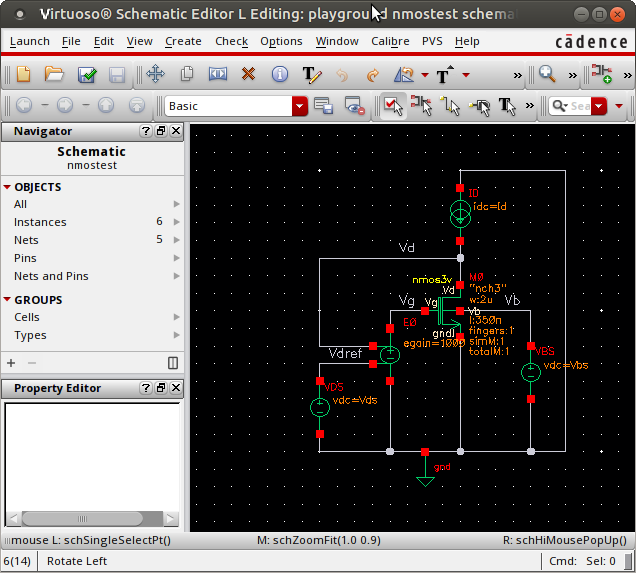 Virtuoso® Schematic Editor L Editing: playground nmostest schema
Launch File Edit View Create Check Options Window Calibre PVS Help
cādence
T T »
Basic T » Sea »
Navigator ?
Schematic
nmostest
OBJECTS
All
Instances 6
Nets 5
Pins
Nets and Pins
GROUPS
Cells
Types
+ −
Property Editor ?
I0
idc=Id
Vd
nmos3v M0
Vd "nch3"
w:2u
Vg Vg Vb Vb
l:350n
E0 fingers:1
gnd! simM:1
egain=1000 totalM:1
Vdref VBS
vdc=Vbs
VDS
vdc=Vds
gnd
mouse L: schSingleSelectPt() M: schZoomFit(1.0 0.9) R: schHiMousePopUp()
6(14) Rotate Left Cmd: Sel: 0